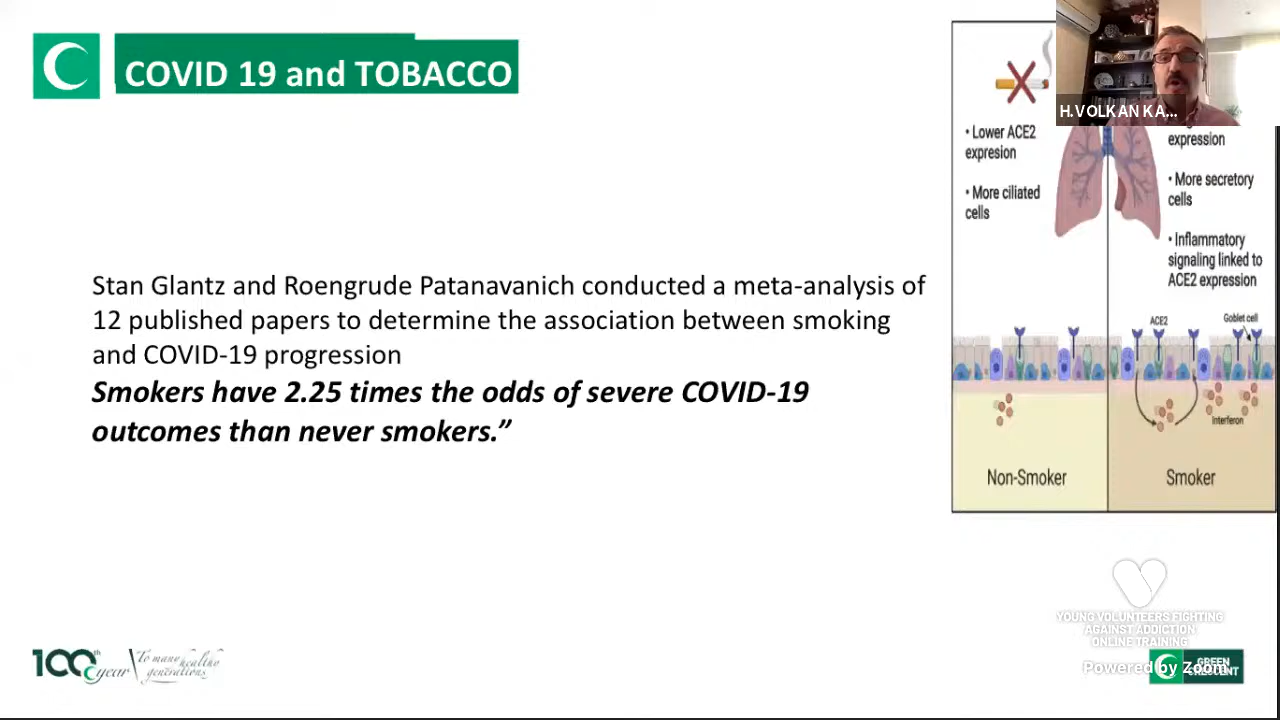 COVID 19 and TOBACCO
H.VOLKAN KA...
• Lower ACE2
expresion
• More ciliated
cells
expression
• More secretory
cells
• Inflammatory
signaling linked to
ACE2 expression
Stan Glantz and Roengrude Patanavanich conducted a meta-analysis of
12 published papers to determine the association between smoking
and COVID-19 progression
Smokers have 2.25 times the odds of severe COVID-19
outcomes than never smokers.”
ACE2
Goblet cell
Interferon
Non-Smoker
Smoker
YOUNG VOLUNTEERS FIGHTING
AGAINST ADDICTION
ONLINE TRAINING
100th year
To many healthy
generations
Powered by Zoom
GREEN
CRESCENT